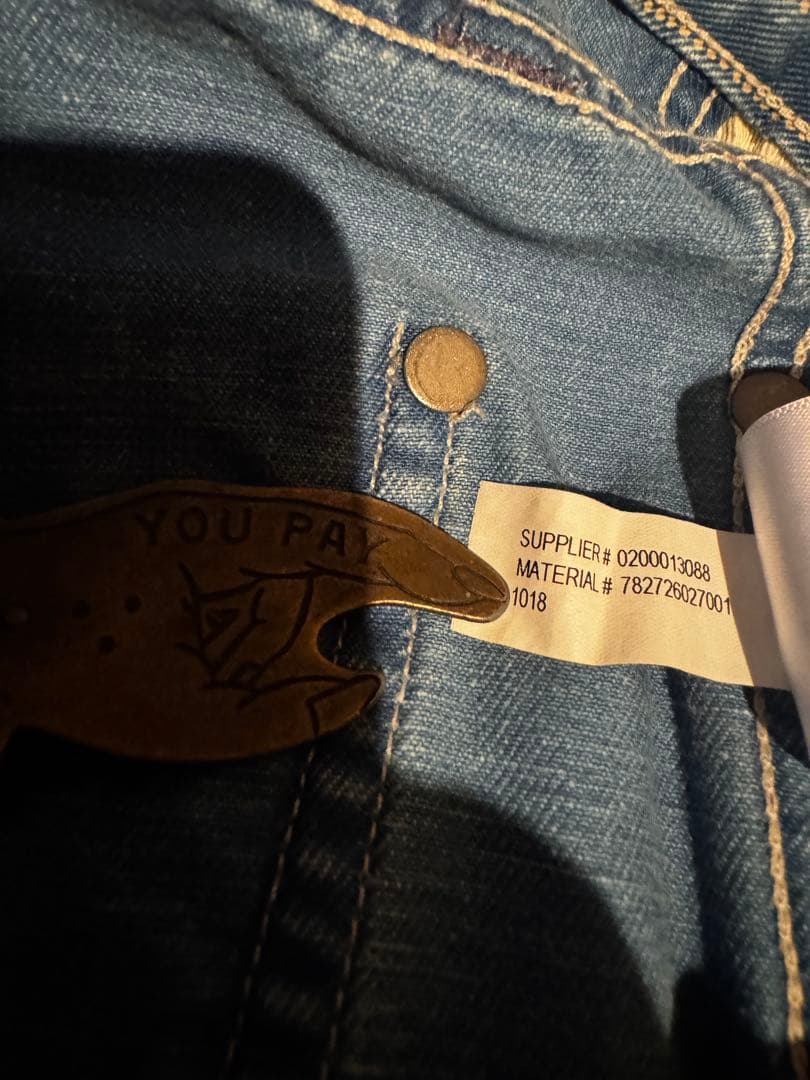 YOU PAY
SUPPLIER# 0200013088
MATERIAL# 782726027001
1018